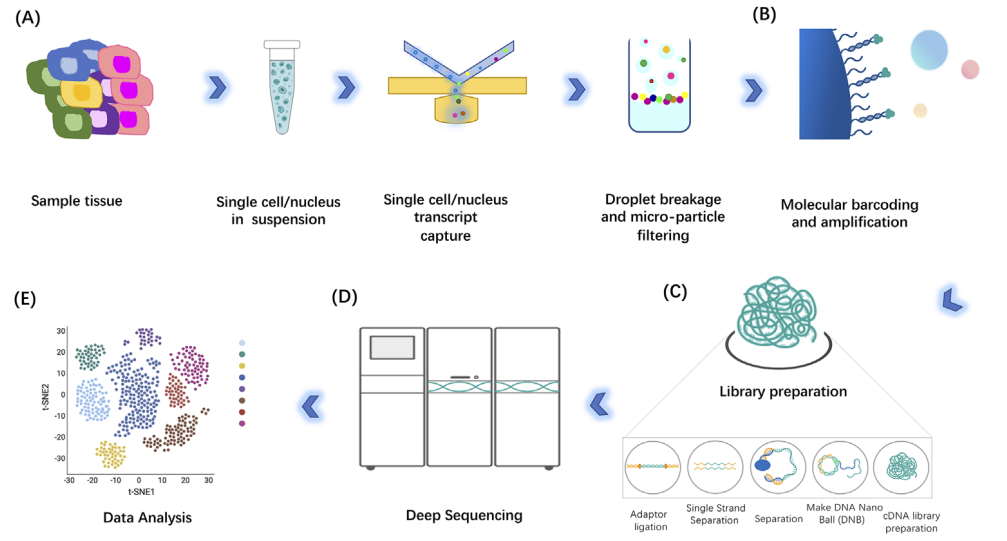 (A)
(B)
Sample tissue
Single cell/nucleus
in suspension
Single cell/nucleus
transcript
capture
Droplet breakage
and micro-particle
filtering
Molecular barcoding
and amplification
(E)
(D)
(C)
Library preparation
t-SNE2
30
20
10
0
-10
-20
-30
-30
-20
-10
0
10
20
30
t-SNE1
Data Analysis
Deep Sequencing
Adaptor
ligation
Single Strand
Separation
Separation
Make DNA Nano
Ball (DNB)
cDNA library
preparation